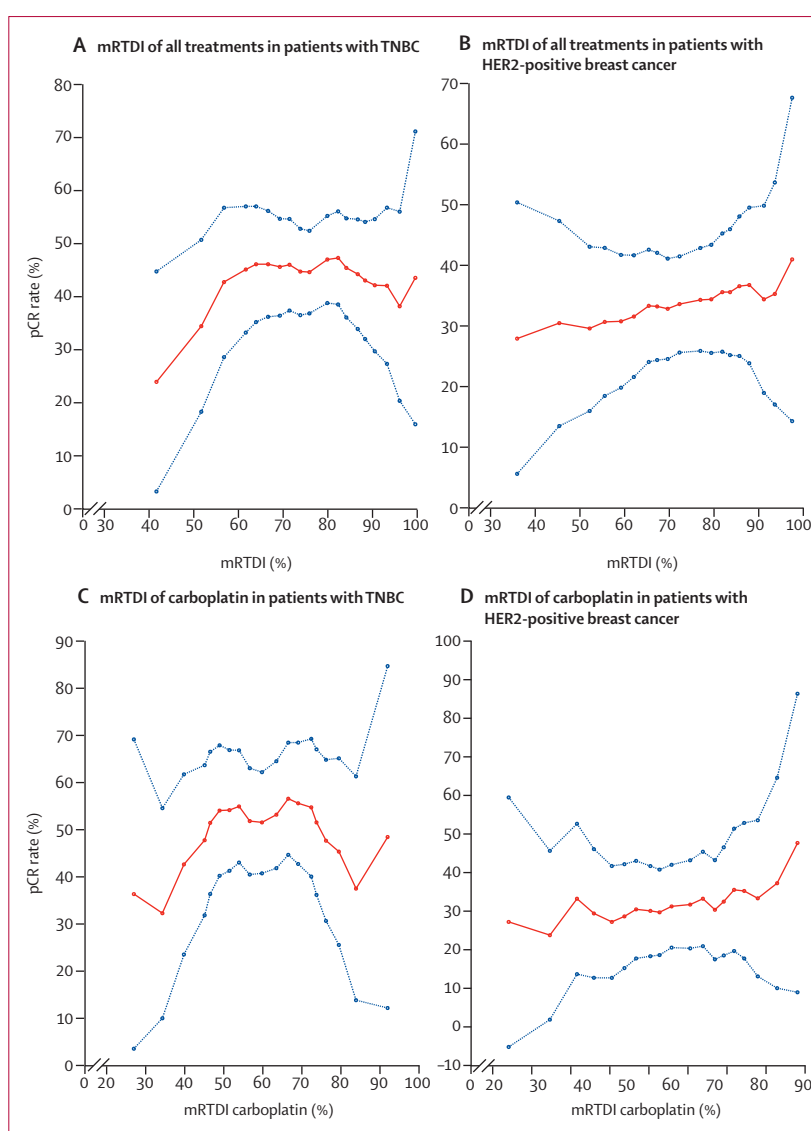 A mRTDI of all treatments in patients with TNBC
80
70
60
50
40
30
20
10
0
pCR rate (%)
0 30 40 50 60 70 80 90 100
mRTDI (%)
B mRTDI of all treatments in patients with
HER2-positive breast cancer
70
60
50
40
30
20
10
0
0 30 40 50 60 70 80 90 100
mRTDI (%)
C mRTDI of carboplatin in patients with TNBC
90
80
70
60
50
40
30
20
10
0
pCR rate (%)
0 20 30 40 50 60 70 80 90 100
mRTDI carboplatin (%)
D mRTDI of carboplatin in patients with
HER2-positive breast cancer
100
90
80
70
60
50
40
30
20
10
0
–10
0 20 30 40 50 60 70 80 90
mRTDI carboplatin (%)